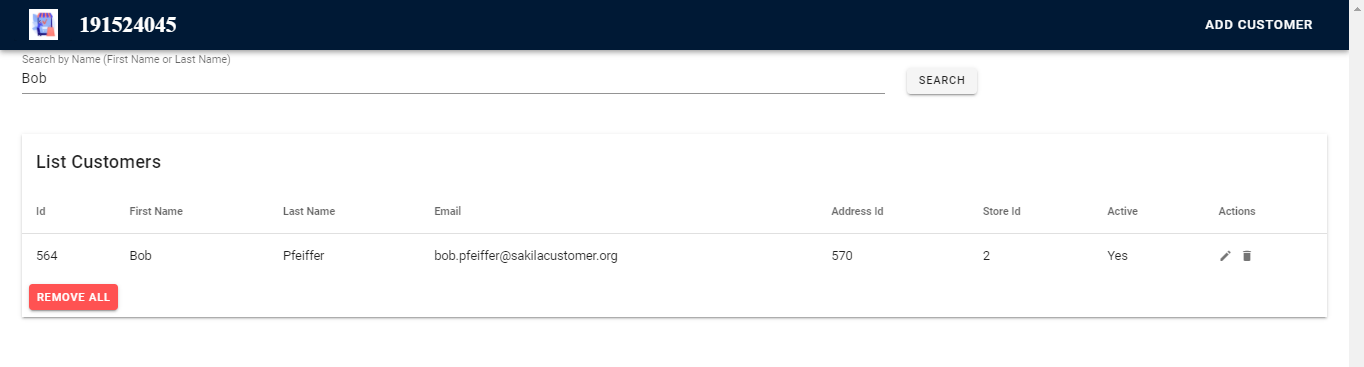 191524045 ADD CUSTOMER
Search by Name (First Name or Last Name)
Bob SEARCH
List Customers
Id First Name Last Name Email Address Id Store Id Active Actions
564 Bob Pfeiffer bob.pfeiffer@sakilacustomer.org 570 2 Yes
REMOVE ALL